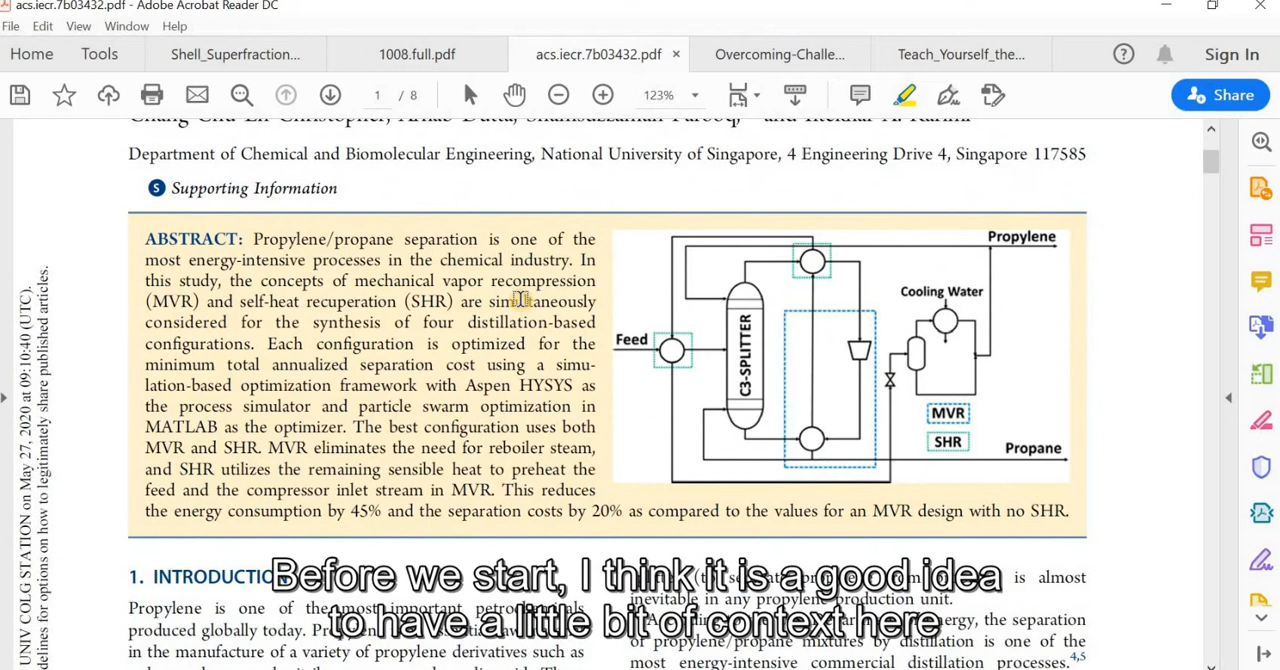 acs.iecr.7b03432.pdf - Adobe Acrobat Reader DC
File Edit View Window Help
Home Tools Shell_Superfraction... 1008.full.pdf acs.iecr.7b03432.pdf × Overcoming-Challe... Teach_Yourself_the... Sign In
1 / 8 123% Share
Department of Chemical and Biomolecular Engineering, National University of Singapore, 4 Engineering Drive 4, Singapore 117585
S Supporting Information
ABSTRACT: Propylene/propane separation is one of the
most energy-intensive processes in the chemical industry. In
this study, the concepts of mechanical vapor recompression
(MVR) and self-heat recuperation (SHR) are simultaneously
considered for the synthesis of four distillation-based
configurations. Each configuration is optimized for the
minimum total annualized separation cost using a simu-
lation-based optimization framework with Aspen HYSYS as
the process simulator and particle swarm optimization in
MATLAB as the optimizer. The best configuration uses both
MVR and SHR. MVR eliminates the need for reboiler steam,
and SHR utilizes the remaining sensible heat to preheat the
feed and the compressor inlet stream in MVR. This reduces
the energy consumption by 45% and the separation costs by 20% as compared to the values for an MVR design with no SHR.
Propylene
Cooling Water
Feed
C3-SPLITTER
MVR
SHR
Propane
1. INTRODUCTION
Propylene is one of the most important
produced globally today.
in the manufacture of a variety of propylene derivatives such as
is almost
inevitable in any propylene production unit.
energy, the separation
of propylene/propane mixtures by distillation is one of the
most energy-intensive commercial distillation processes.4,5
Before we start, I think it is a good idea
to have a little bit of context here
UNIV COLG STATION on May 27, 2020 at 09:10:40 (UTC).
delines for options on how to legitimately share published articles.